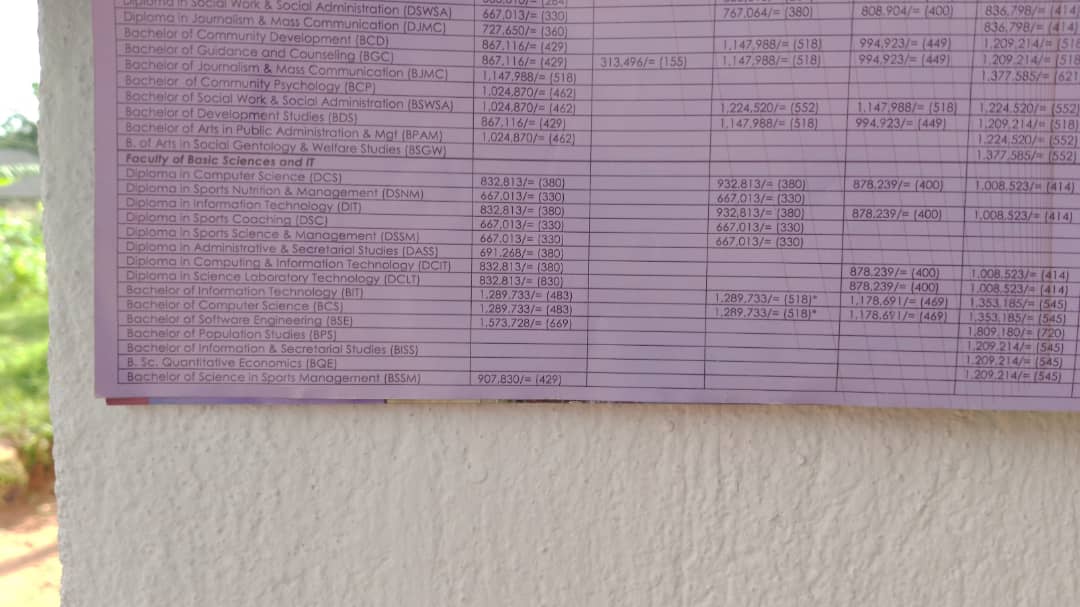 Diploma in Social Work & Social Administration (DSWSA) 667,013/= (330) 767,064/= (380) 808.904/= (400) 836,798/= (414)
Diploma in Journalism & Mass Communication (DJMC) 727,650/= (360) 836,798/= (414)
Bachelor of Community Development (BCD) 867,116/= (429) 1,147,988/= (518) 994,923/= (449) 1,209,214/= (518
Bachelor of Guidance and Counseling (BGC) 867,116/= (429) 313,496/= (155) 1,147,988/= (518) 994,923/= (449) 1,209,214/= (518
Bachelor of Journalism & Mass Communication (BJMC) 1,147,988/= (518) 1,377,585/= (621
Bachelor of Community Psychology (BCP) 1,024,870/= (462)
Bachelor of Social Work & Social Administration (BSWSA) 1,024,870/= (462) 1,224,520/= (552) 1,147,988/= (518) 1,224,520/= (552)
Bachelor of Development Studies (BDS) 867,116/= (429) 1,147,988/= (518) 994,923/= (449) 1,209,214/= (518)
Bachelor of Arts in Public Administration & Mgt (BPAM) 1,024,870/= (462) 1,224,520/= (552)
B. of Arts in Social Gentology & Welfare Studies (BSGW) 1,377,585/= (552)
Faculty of Basic Sciences and IT
Diploma in Computer Science (DCS) 832,813/= (380) 932,813/= (380) 878,239/= (400) 1,008,523/= (414)
Diploma in Sports Nutrition & Management (DSNM) 667,013/= (330) 667,013/= (330)
Diploma in Information Technology (DIT) 832,813/= (380) 932,813/= (380) 878,239/= (400) 1,008,523/= (414)
Diploma in Sports Coaching (DSC) 667,013/= (330) 667,013/= (330)
Diploma in Sports Science & Management (DSSM) 667,013/= (330) 667,013/= (330)
Diploma in Administrative & Secretarial Studies (DASS) 691,268/= (380)
Diploma in Computing & Information Technology (DCIT) 832,813/= (380) 878,239/= (400) 1,008,523/= (414)
Diploma in Science Laboratory Technology (DCLT) 832,813/= (830) 878,239/= (400) 1,008,523/= (414)
Bachelor of Information Technology (BIT) 1,289,733/= (483) 1,289,733/= (518)* 1,178,691/= (469) 1,353,185/= (545)
Bachelor of Computer Science (BCS) 1,289,733/= (483) 1,289,733/= (518)* 1,178,691/= (469) 1,353,185/= (545)
Bachelor of Software Engineering (BSE) 1,573,728/= (669) 1,809,180/= (720)
Bachelor of Population Studies (BPS) 1,209,214/= (545)
Bachelor of Information & Secretarial Studies (BISS) 1,209,214/= (545)
B. Sc. Quantitative Economics (BQE) 1,209,214/= (545)
Bachelor of Science in Sports Management (BSSM) 907,830/= (429)